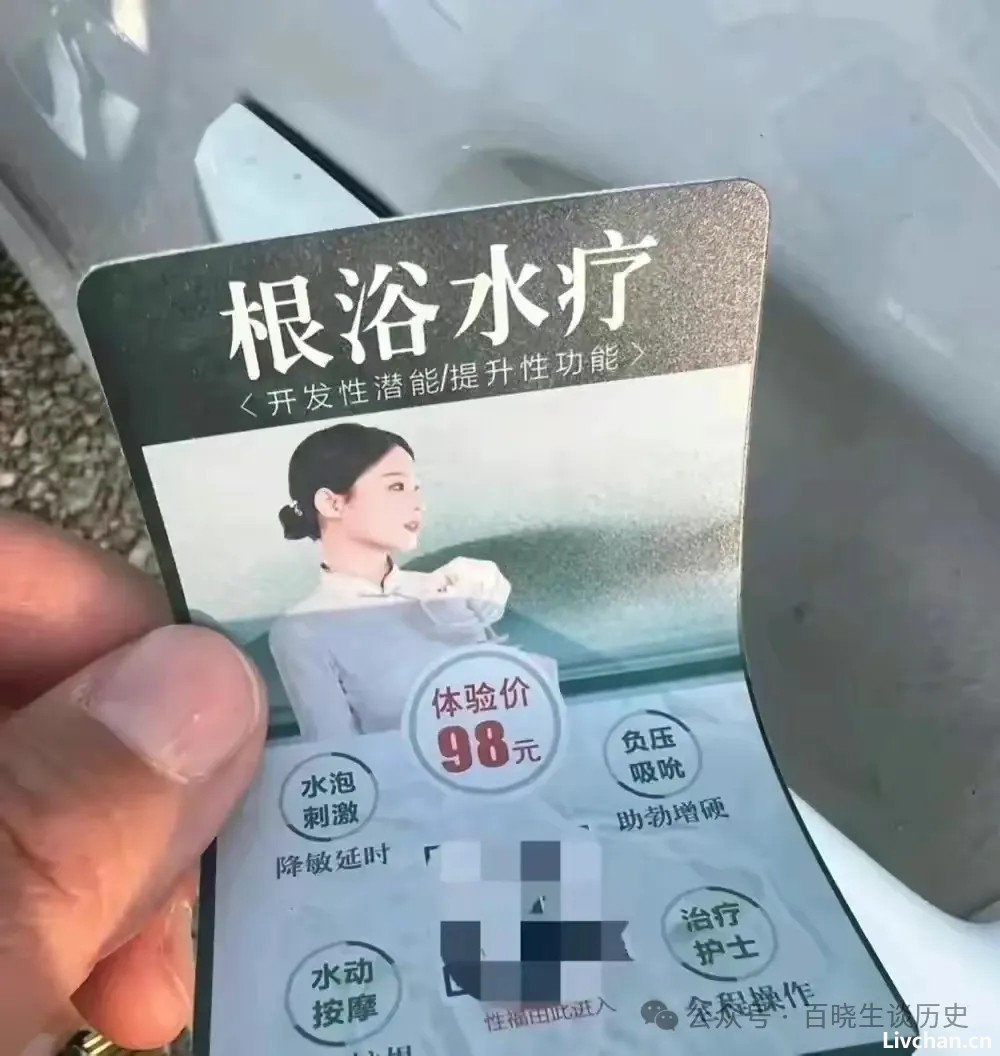 根浴水疗
<开发性潜能/提升性功能>
体验价
98元
水泡
刺激
降敏延时
负压
吸吮
助勃增硬
水动
按摩
治疗
护士
全程操作
性福由此进入
公众号 · 百晓生谈历史
Livchan.cn